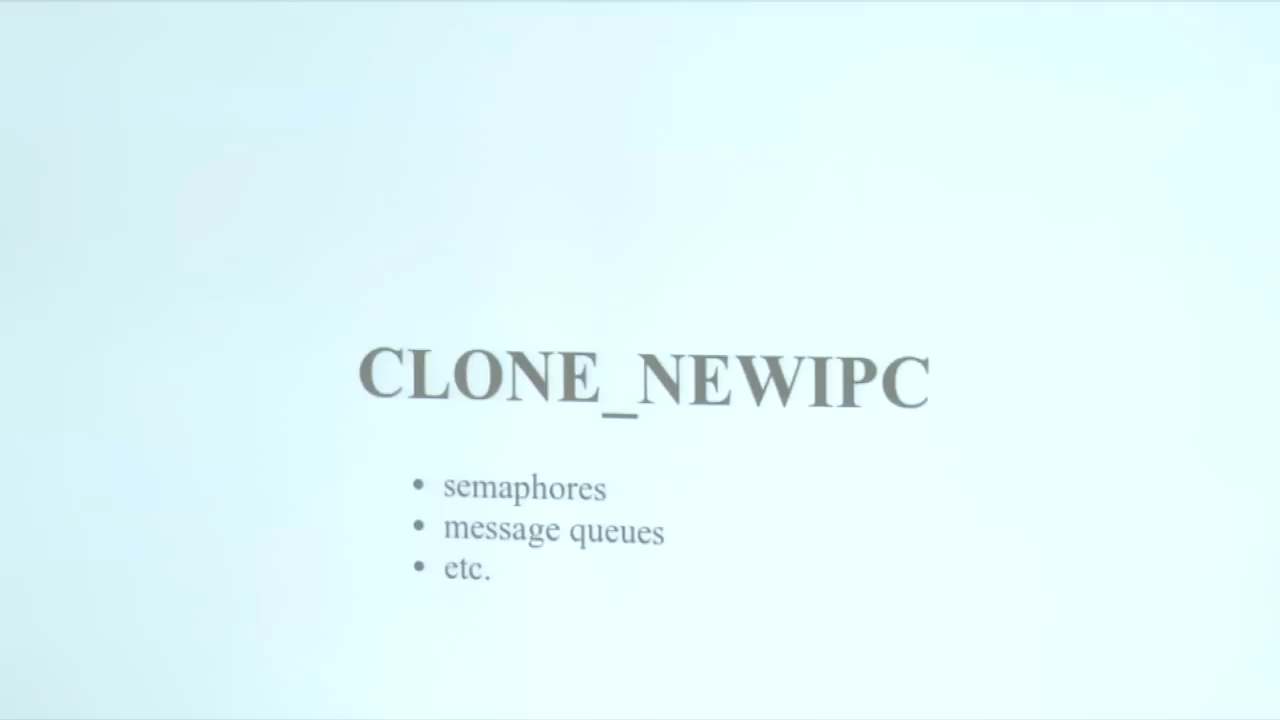 CLONE_NEWIPC
• semaphores
• message queues
• etc.